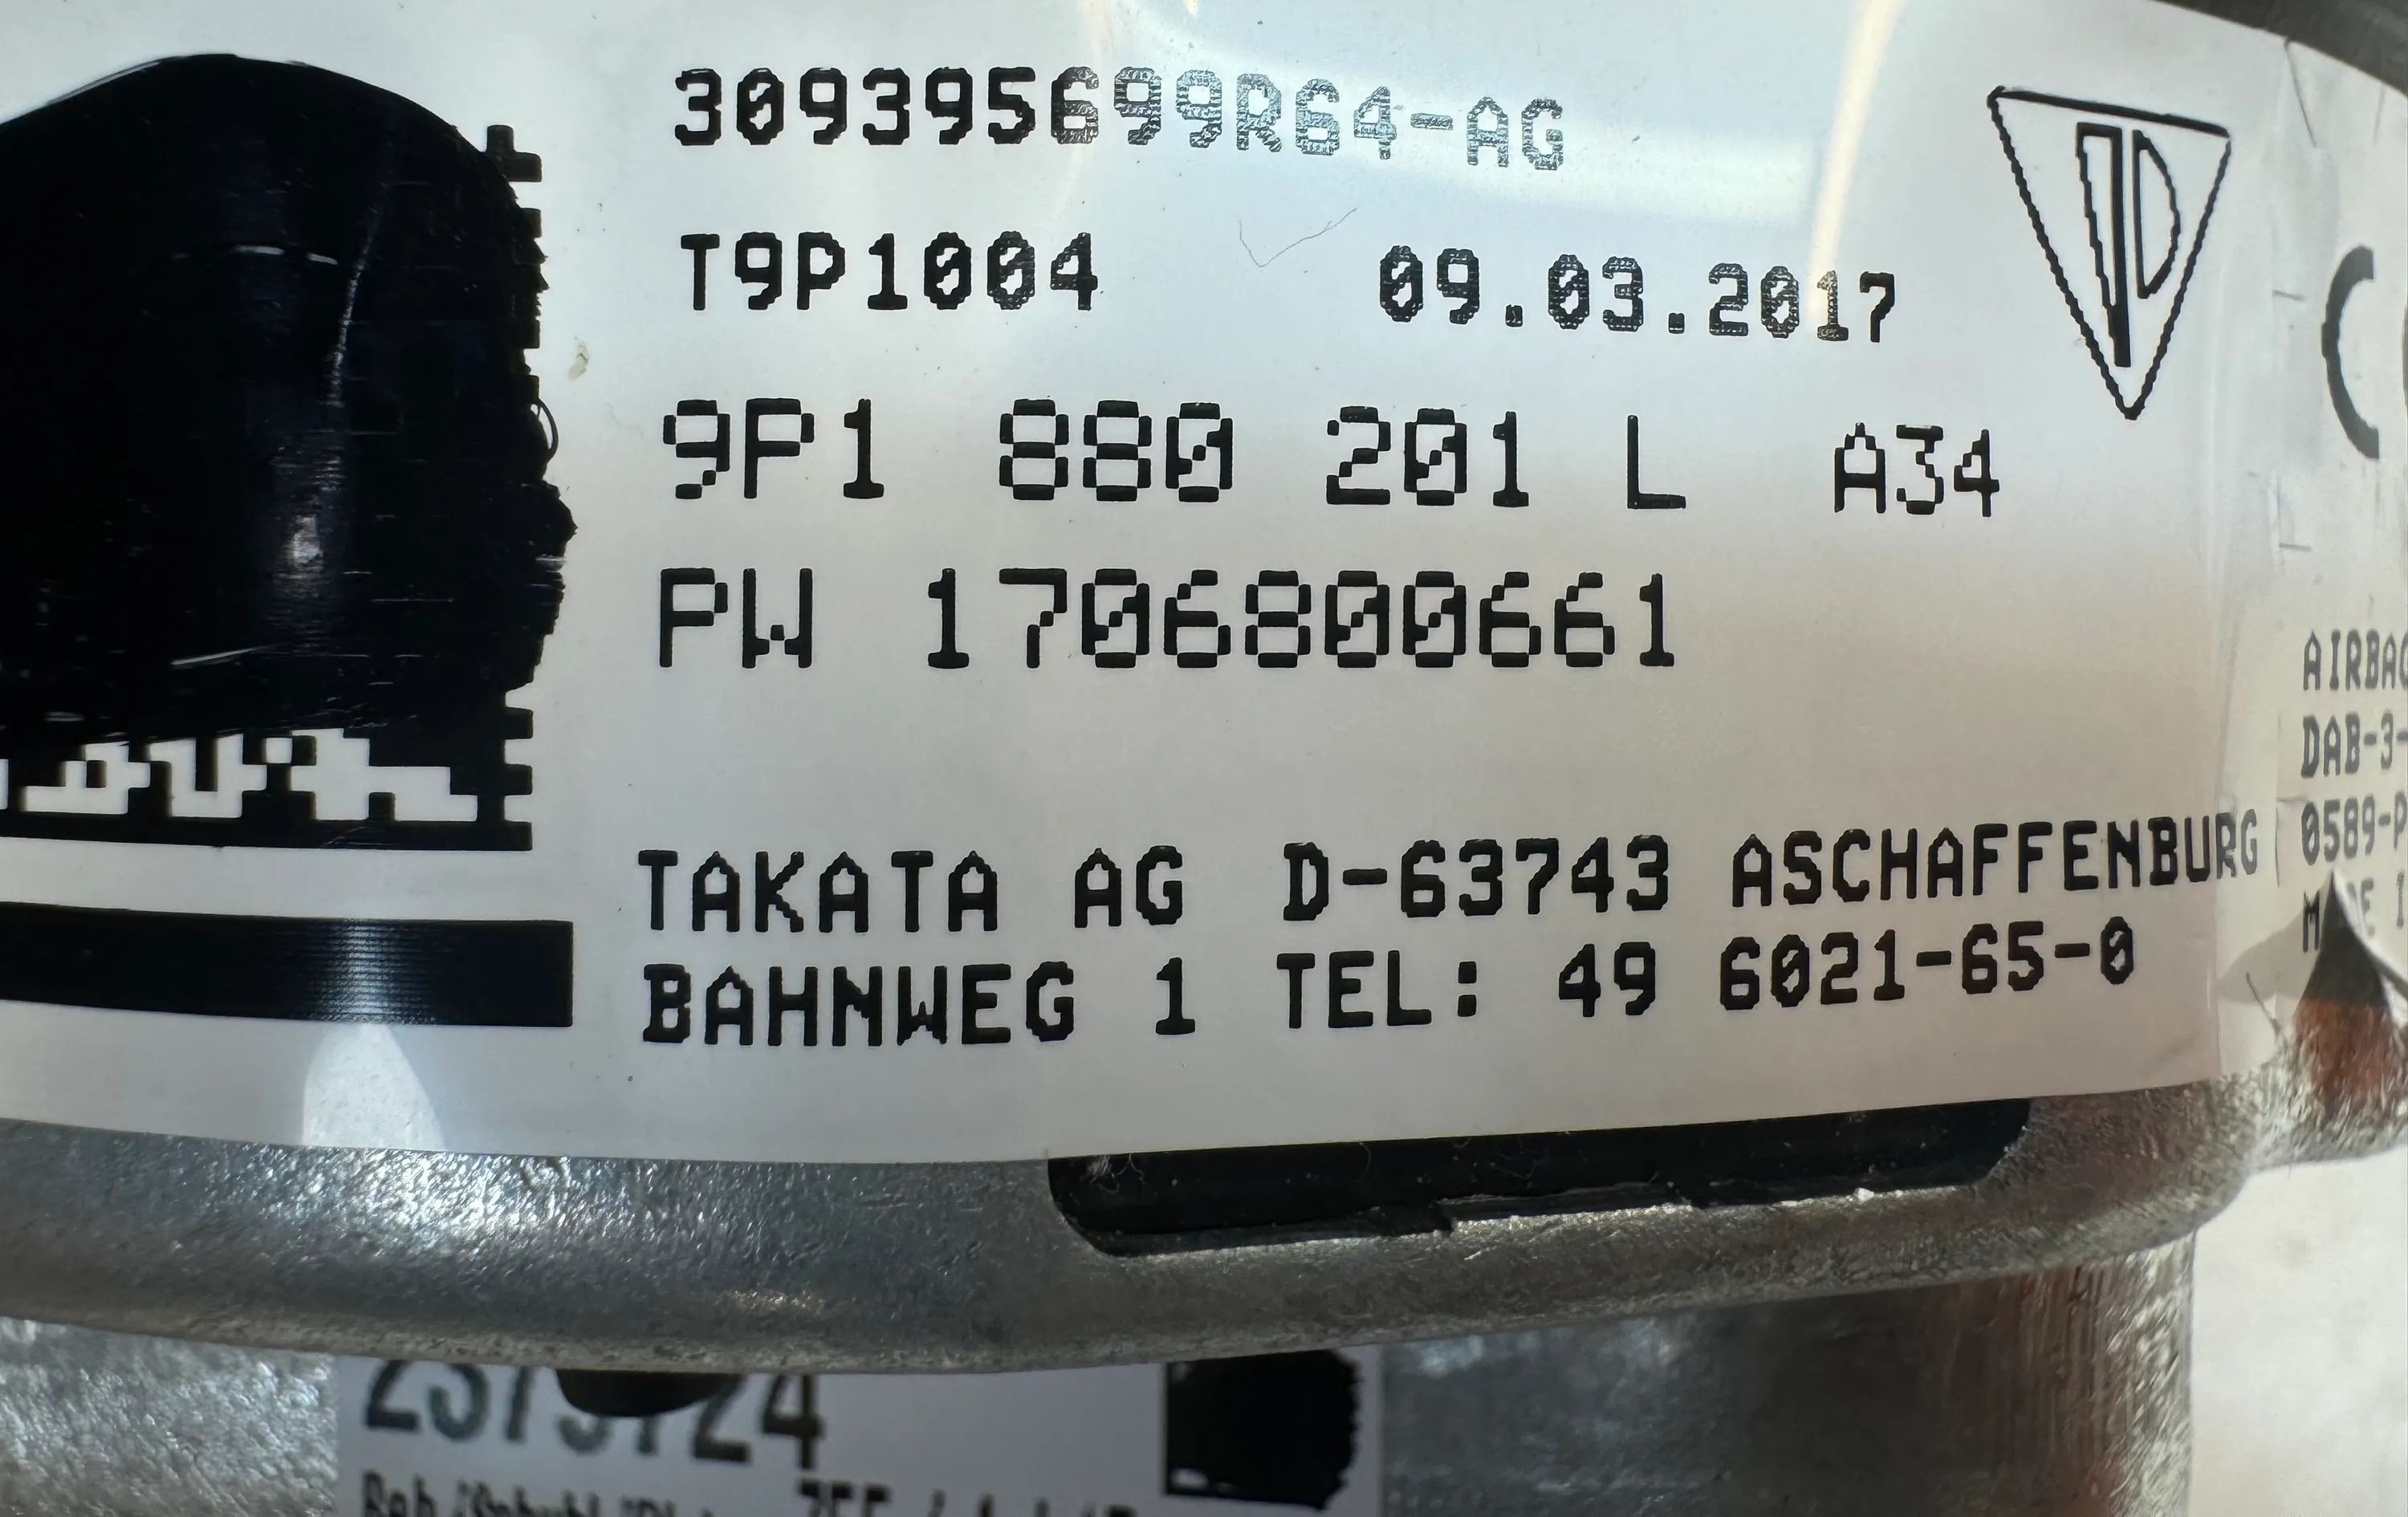 309395699R64-AG
T9P1004 09.03.2017
9P1 880 201 L A34
PW 1706800661
TAKATA AG D-63743 ASCHAFFENBURG
BAHNWEG 1 TEL: 49 6021-65-0
AIRBAG
DAB-3-
0589-P